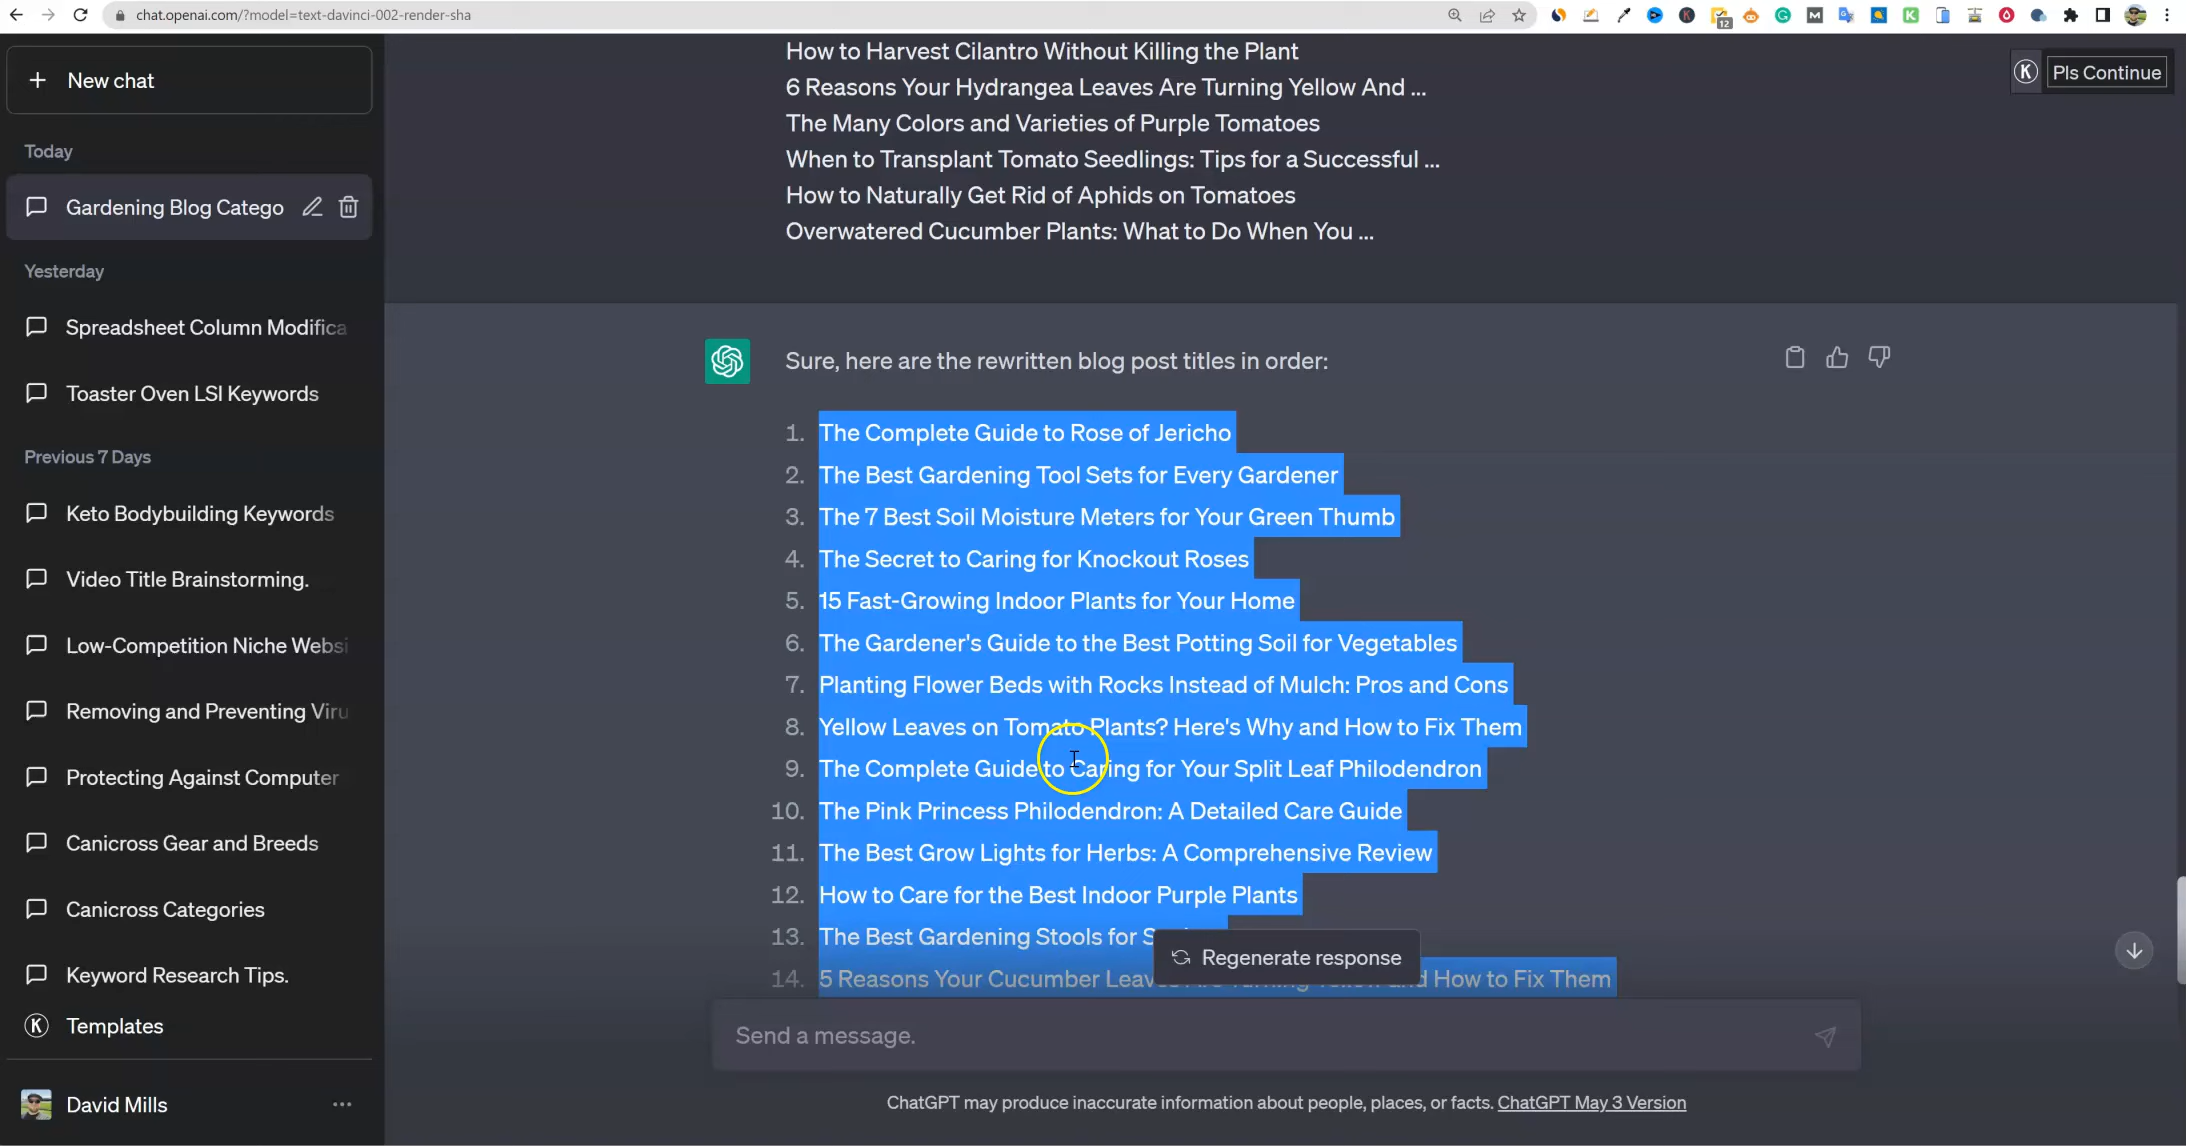 chat.openai.com/?model=text-davinci-002-render-sha
12
New chat
Today
Gardening Blog Catego
Yesterday
Spreadsheet Column Modifica
Toaster Oven LSI Keywords
Previous 7 Days
Keto Bodybuilding Keywords
Video Title Brainstorming.
Low-Competition Niche Websi
Removing and Preventing Viru
Protecting Against Computer
Canicross Gear and Breeds
Canicross Categories
Keyword Research Tips.
Templates
David Mills
Pls Continue
How to Harvest Cilantro Without Killing the Plant
6 Reasons Your Hydrangea Leaves Are Turning Yellow And ...
The Many Colors and Varieties of Purple Tomatoes
When to Transplant Tomato Seedlings: Tips for a Successful ...
How to Naturally Get Rid of Aphids on Tomatoes
Overwatered Cucumber Plants: What to Do When You ...
Sure, here are the rewritten blog post titles in order:
1. The Complete Guide to Rose of Jericho
2. The Best Gardening Tool Sets for Every Gardener
3. The 7 Best Soil Moisture Meters for Your Green Thumb
4. The Secret to Caring for Knockout Roses
5. 15 Fast-Growing Indoor Plants for Your Home
6. The Gardener's Guide to the Best Potting Soil for Vegetables
7. Planting Flower Beds with Rocks Instead of Mulch: Pros and Cons
8. Yellow Leaves on Tomato Plants? Here's Why and How to Fix Them
9. The Complete Guide to Caring for Your Split Leaf Philodendron
10. The Pink Princess Philodendron: A Detailed Care Guide
11. The Best Grow Lights for Herbs: A Comprehensive Review
12. How to Care for the Best Indoor Purple Plants
13. The Best Gardening Stools for
14. 5 Reasons Your Cucumber Leav and How to Fix Them
Regenerate response
Send a message.
ChatGPT may produce inaccurate information about people, places, or facts. ChatGPT May 3 Version